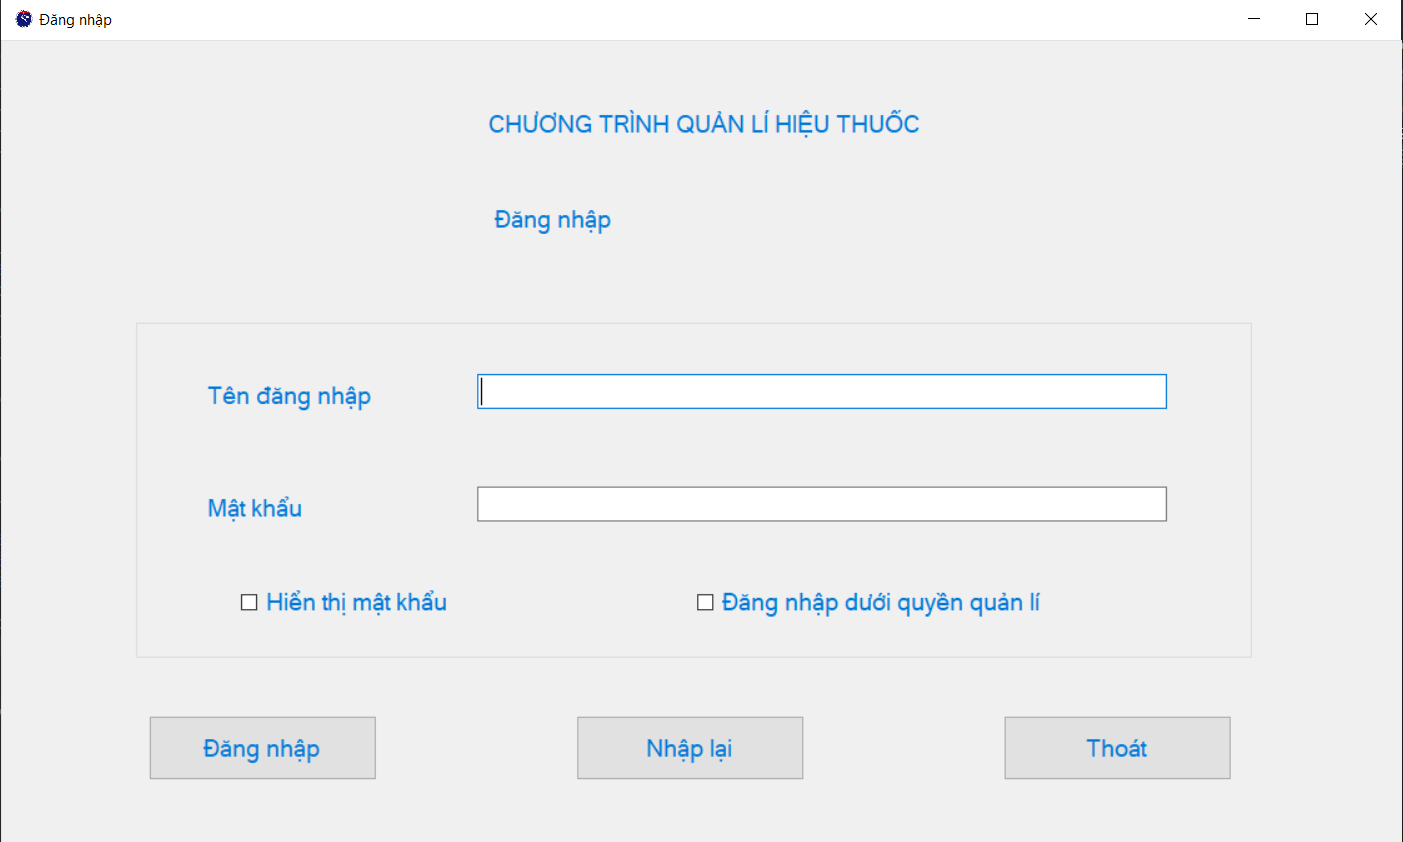 Đăng nhập
CHƯƠNG TRÌNH QUẢN LÍ HIỆU THUỐC
Đăng nhập
Tên đăng nhập
Mật khẩu
Hiển thị mật khẩu
Đăng nhập dưới quyền quản lí
Đăng nhập
Nhập lại
Thoát